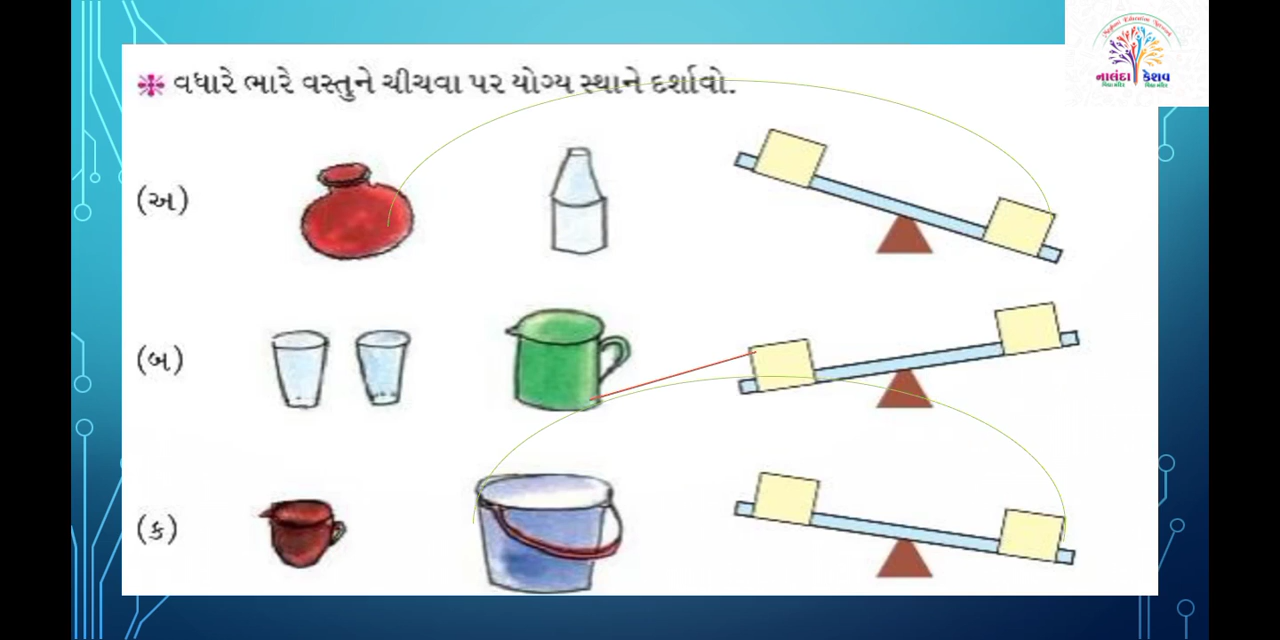 નાલંદા કેશવ
વિદ્યા મંદિર વિદ્યા મંદિર
વધારે ભારે વસ્તુને ચીચવા પર યોગ્ય સ્થાને દર્શાવો.
(અ)
(બ)
(ક)